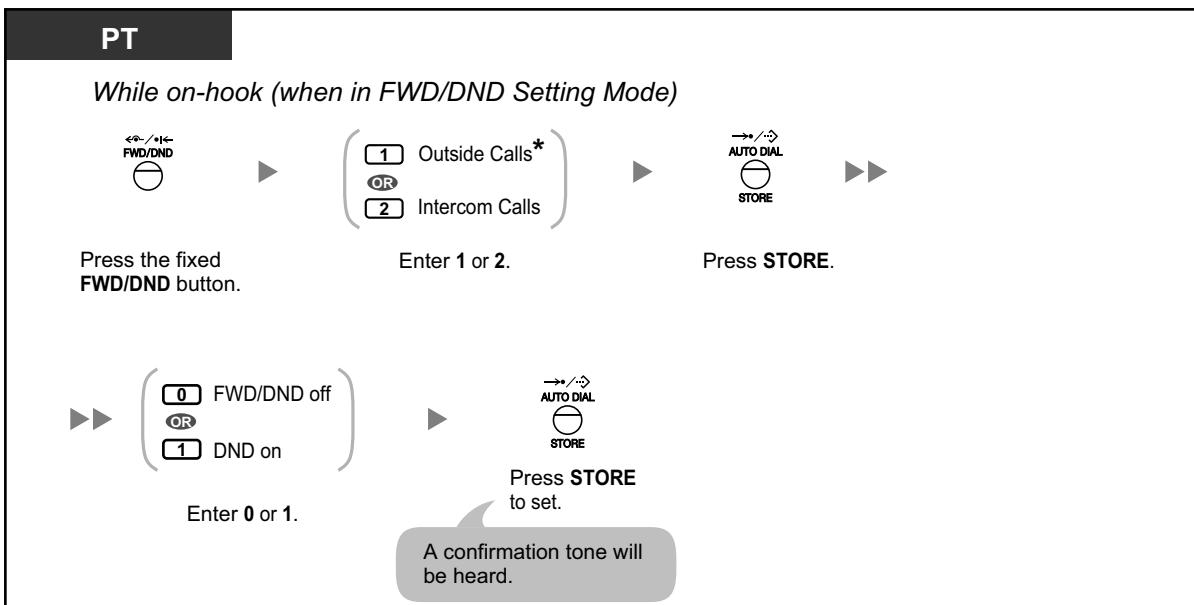 PT
While on-hook (when in FWD/DND Setting Mode)
FWD/DND
1 Outside Calls*
OR
2 Intercom Calls
AUTO DIAL
STORE
Press the fixed
FWD/DND button.
Enter 1 or 2.
Press STORE.
0 FWD/DND off
OR
1 DND on
Enter 0 or 1.
AUTO DIAL
STORE
Press STORE
to set.
A confirmation tone will
be heard.